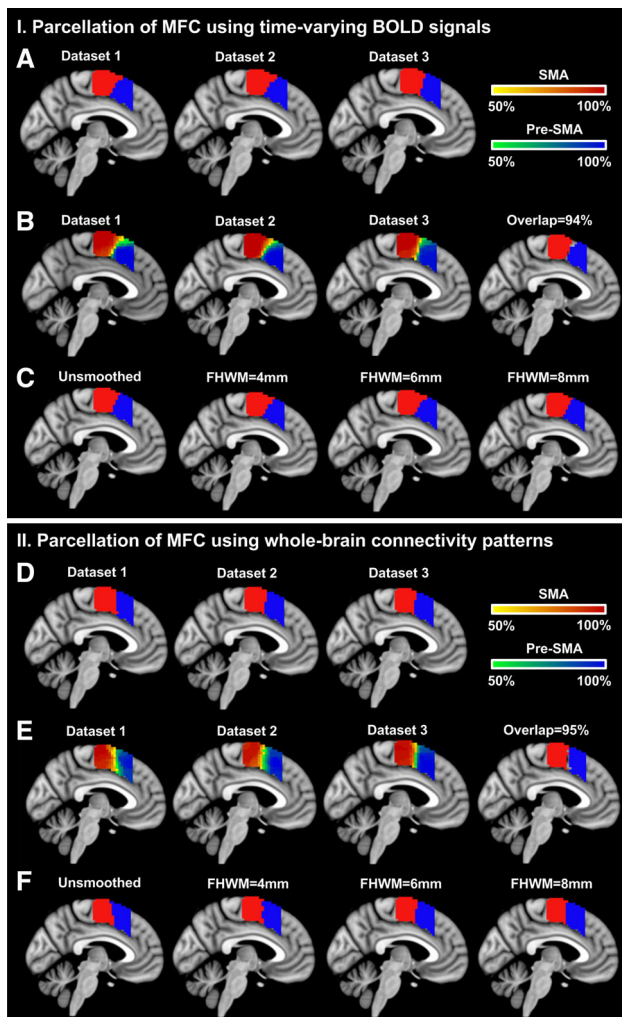 I. Parcellation of MFC using time-varying BOLD signals
A
Dataset 1
Dataset 2
Dataset 3
SMA
50%
100%
Pre-SMA
50%
100%
B
Dataset 1
Dataset 2
Dataset 3
Overlap=94%
C
Unsmoothed
FHWM=4mm
FHWM=6mm
FHWM=8mm
II. Parcellation of MFC using whole-brain connectivity patterns
D
Dataset 1
Dataset 2
Dataset 3
SMA
50%
100%
Pre-SMA
50%
100%
E
Dataset 1
Dataset 2
Dataset 3
Overlap=95%
F
Unsmoothed
FHWM=4mm
FHWM=6mm
FHWM=8mm